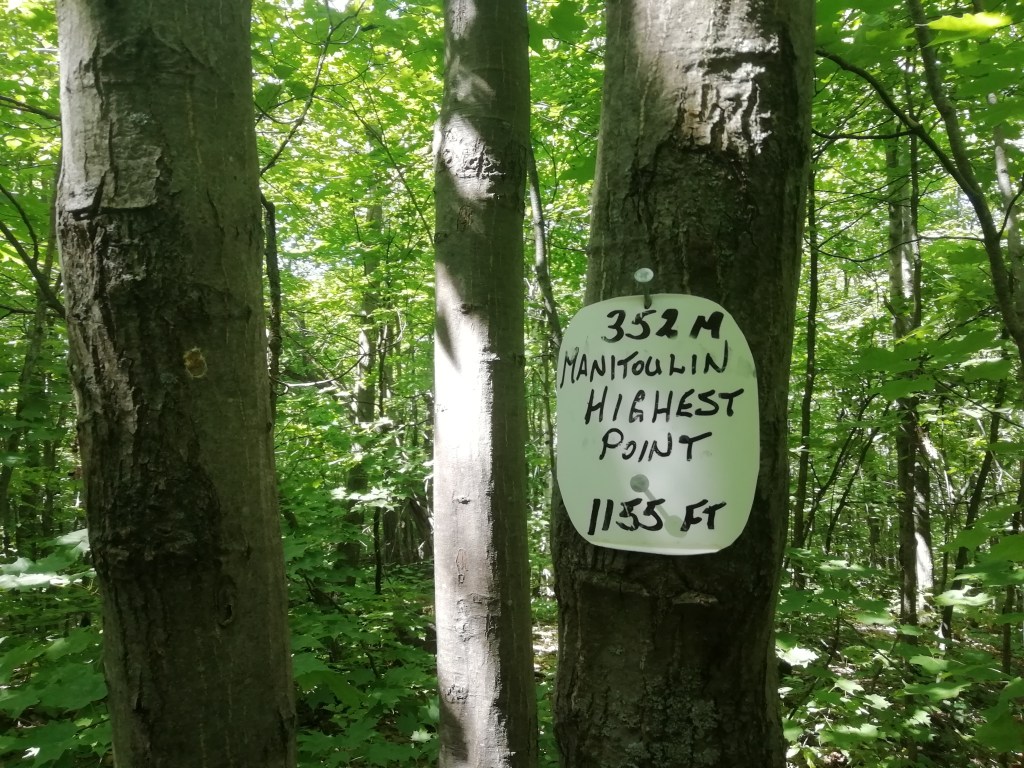 352 M
MANITOULIN
HIGHEST
POINT
1155 FT